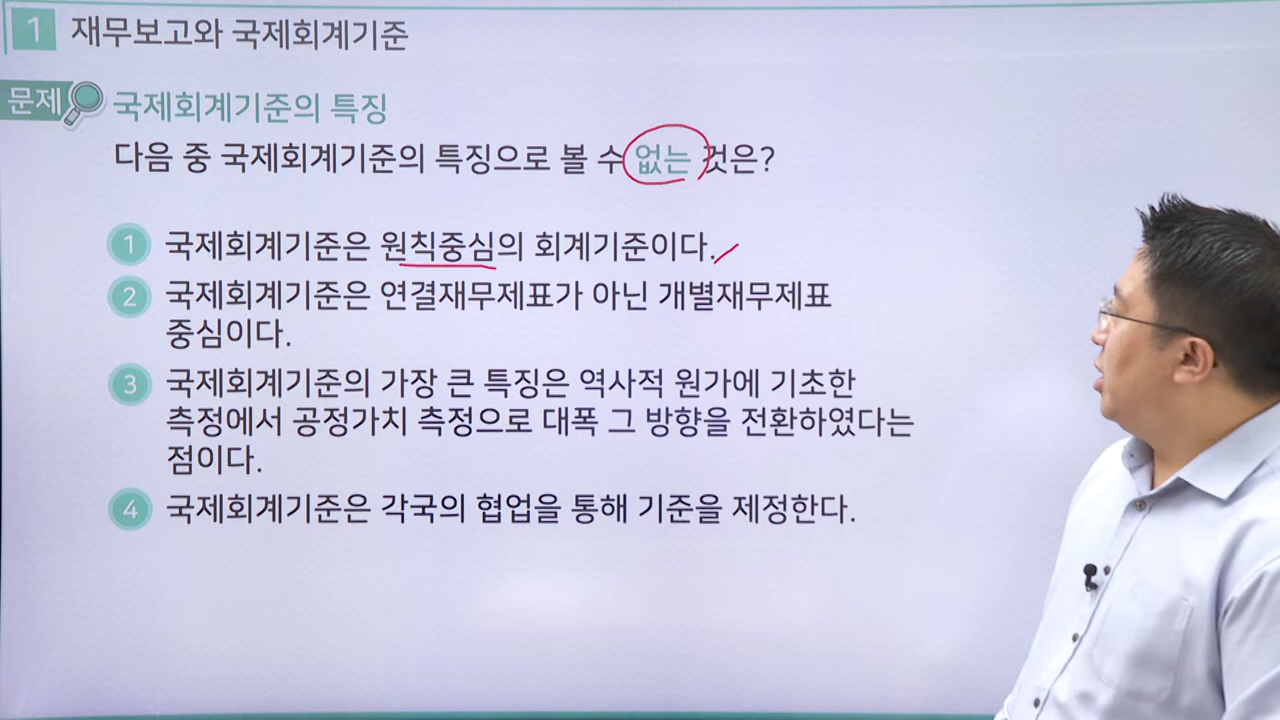 1 재무보고와 국제회계기준
문제 국제회계기준의 특징
다음 중 국제회계기준의 특징으로 볼 수 없는 것은?
1 국제회계기준은 원칙중심의 회계기준이다.
2 국제회계기준은 연결재무제표가 아닌 개별재무제표
중심이다.
3 국제회계기준의 가장 큰 특징은 역사적 원가에 기초한
측정에서 공정가치 측정으로 대폭 그 방향을 전환하였다는
점이다.
4 국제회계기준은 각국의 협업을 통해 기준을 제정한다.